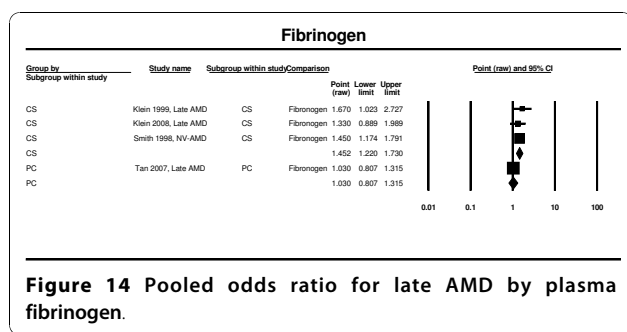 Fibrinogen
Group by Study name Subgroup within study Comparison Point (raw) and 95% CI
Subgroup within study
Point Lower Upper
(raw) limit limit
CS Klein 1999, Late AMD CS Fibronogen 1.670 1.023 2.727
CS Klein 2008, Late AMD CS Fibronogen 1.330 0.889 1.989
CS Smith 1998, NV-AMD CS Fibronogen 1.450 1.174 1.791
CS 1.452 1.220 1.730
PC Tan 2007, Late AMD PC Fibronogen 1.030 0.807 1.315
PC 1.030 0.807 1.315
0.01 0.1 1 10 100
Figure 14 Pooled odds ratio for late AMD by plasma
fibrinogen.